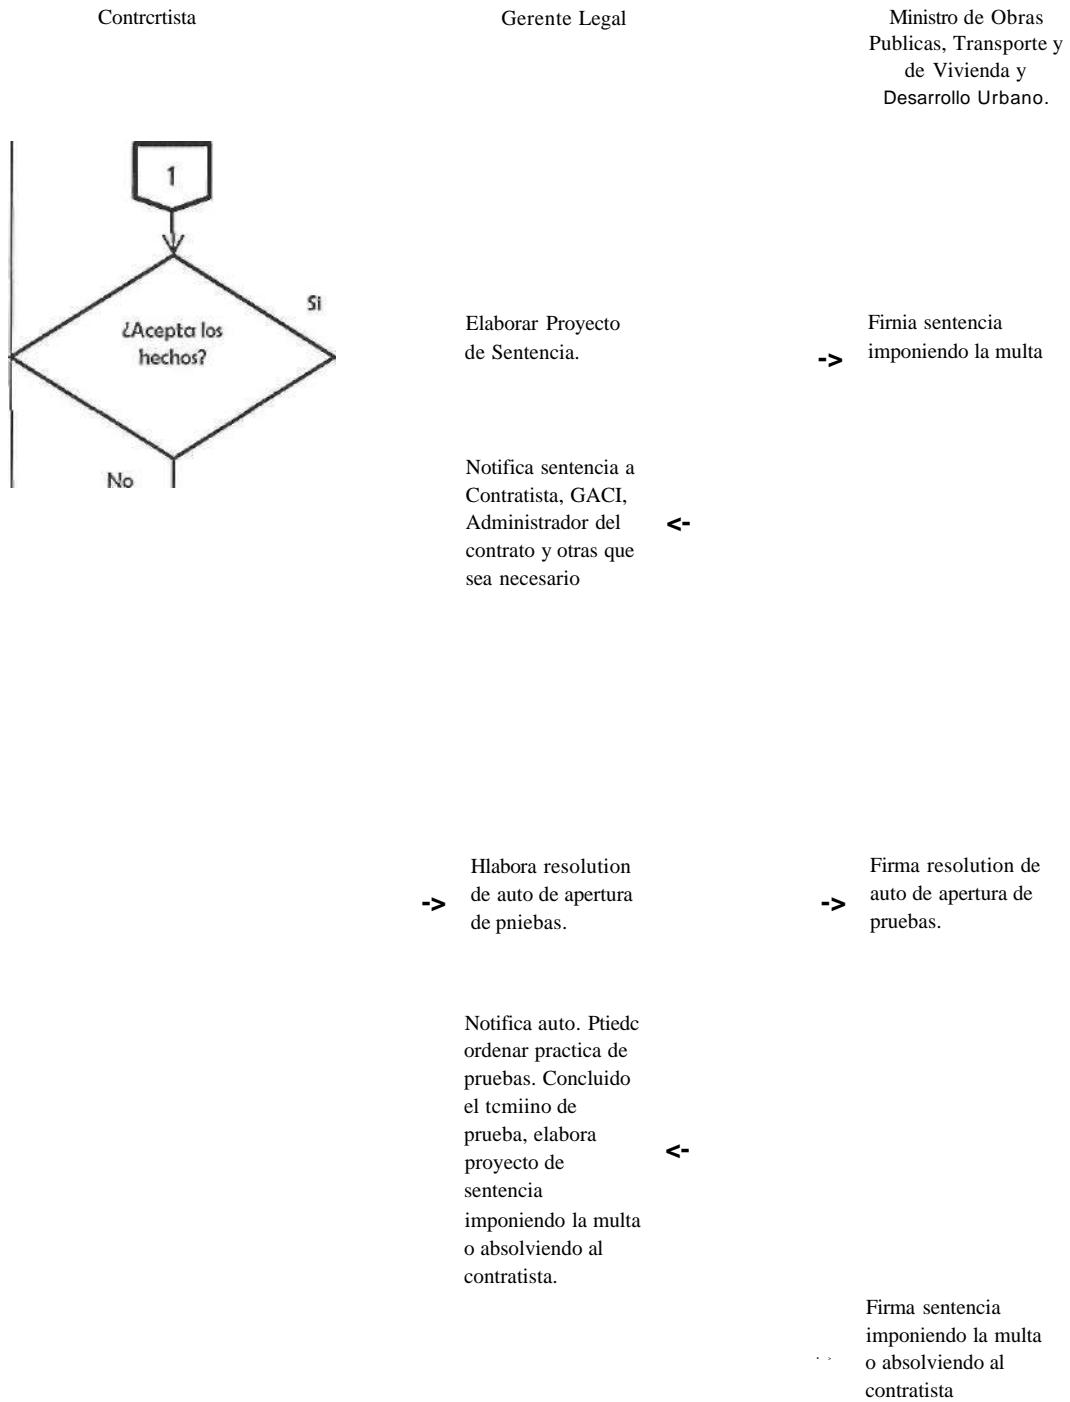 Contrcrtista
Gerente Legal
Ministro de Obras
Publicas, Transporte y
de Vivienda y
Desarrollo Urbano.
1
¿Acepta los
hechos?
Si
No
Elaborar Proyecto
de Sentencia.
->
Firnia sentencia
imponiendo la multa
Notifica sentencia a
Contratista, GACI,
Administrador del
contrato y otras que
sea necesario
<-
->
Hlabora resolution
de auto de apertura
de pniebas.
->
Firma resolution de
auto de apertura de
pruebas.
Notifica auto. Ptiedc
ordenar practica de
pruebas. Concluido
el tcmiino de
prueba, elabora
proyecto de
sentencia
imponiendo la multa
o absolviendo al
contratista.
<-
Firma sentencia
imponiendo la multa
o absolviendo al
contratista